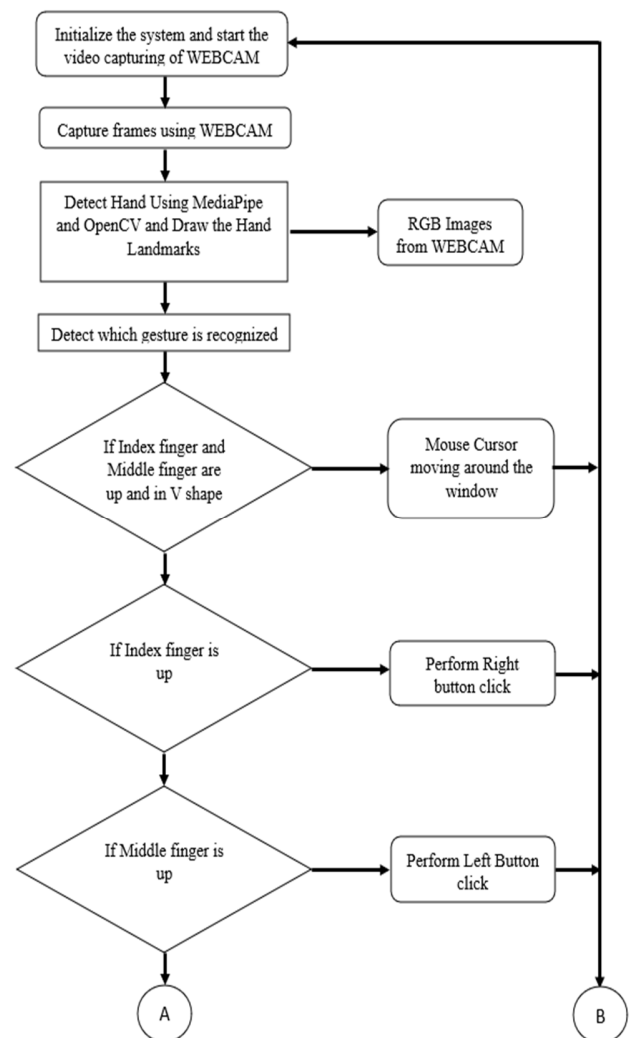 Initialize the system and start the
video capturing of WEBCAM
Capture frames using WEBCAM
Detect Hand Using MediaPipe
and OpenCV and Draw the Hand
Landmarks
RGB Images
from WEBCAM
Detect which gesture is recognized
If Index finger and
Middle finger are
up and in V shape
Mouse Cursor
moving around the
window
If Index finger is
up
Perform Right
button click
If Middle finger is
up
Perform Left Button
click
A
B